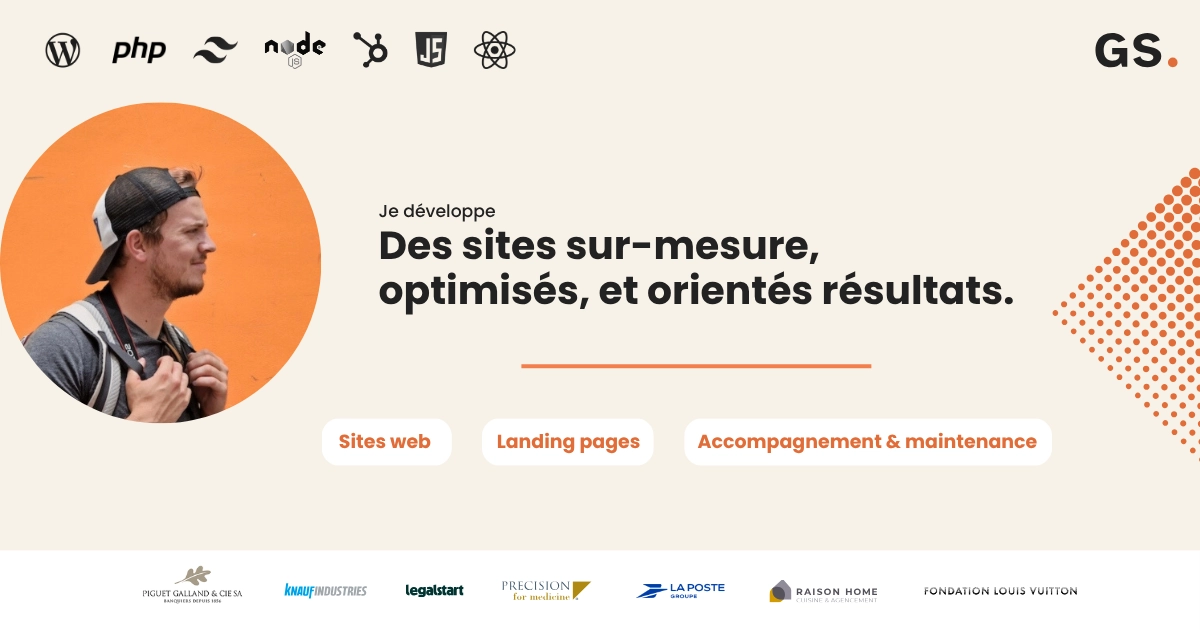 php
node
JS
JS
GS.
Je développe
Des sites sur-mesure,
optimisés, et orientés résultats.
Sites web
Landing pages
Accompagnement & maintenance
PIGUET GALLAND & CIE SA
BANQUIERS DEPUIS 1856
KNAUFINDUSTRIES
legalstart
PRECISION
for medicine
LA POSTE
GROUPE
RAISON HOME
CUISINE & AGENCEMENT
FONDATION LOUIS VUITTON